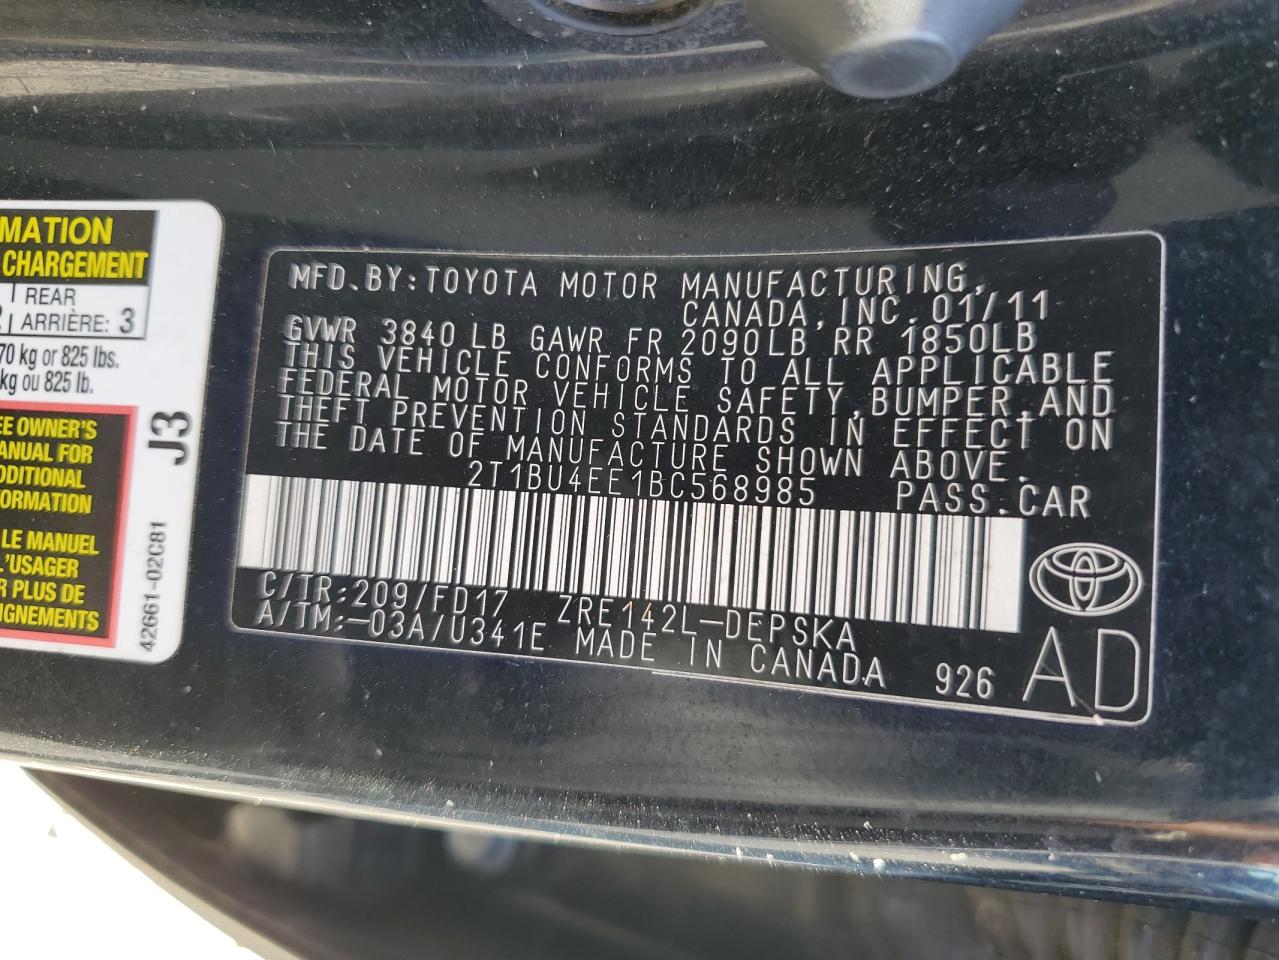 MATION
CHARGEMENT
REAR
ARRIÈRE: 3
70 kg or 825 lbs.
kg ou 825 lb.
EE OWNER'S
ANUAL FOR
DDITIONAL
FORMATION
LE MANUEL
L'USAGER
R PLUS DE
IGNEMENTS
J3
42661-02C81
MFD. BY: TOYOTA MOTOR MANUFACTURING,
CANADA, INC. 01/11
GVWR 3840 LB GAWR FR 2090LB RR 1850LB
THIS VEHICLE CONFORMS TO ALL APPLICABLE
FEDERAL MOTOR VEHICLE SAFETY, BUMPER, AND
THEFT PREVENTION STANDARDS IN EFFECT ON
THE DATE OF MANUFACTURE SHOWN ABOVE.
2T1BU4EE1BC568985 PASS. CAR
C/TR: 209/FD17 ZRE142L-DEPSKA
A/TM: -03A/U341E MADE IN CANADA 926
AD